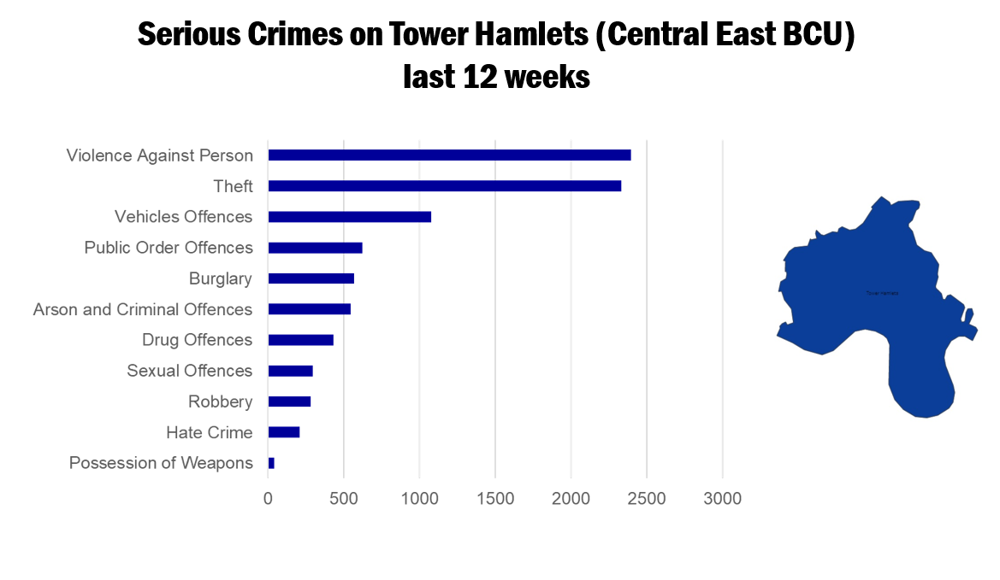 Serious Crimes on Tower Hamlets (Central East BCU)
last 12 weeks
Violence Against Person
Theft
Vehicles Offences
Public Order Offences
Burglary
Arson and Criminal Offences
Drug Offences
Sexual Offences
Robbery
Hate Crime
Possession of Weapons
0 500 1000 1500 2000 2500 3000
Tower Hamlets